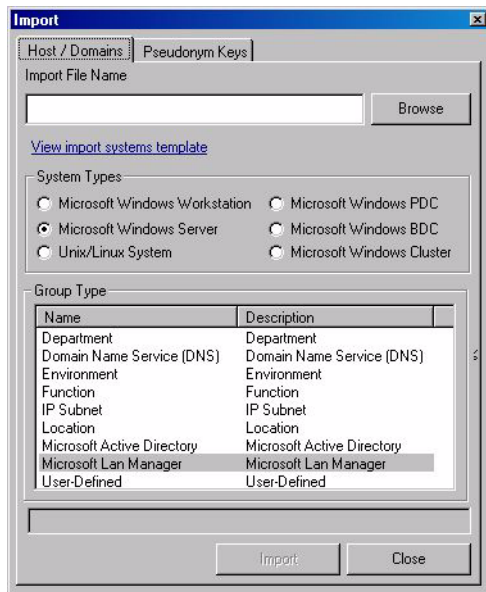 Import
Host / Domains Pseudonym Keys
Import File Name
Browse
View import systems template
System Types
Microsoft Windows Workstation Microsoft Windows PDC
Microsoft Windows Server Microsoft Windows BDC
Unix/Linux System Microsoft Windows Cluster
Group Type
Name Description
Department Department
Domain Name Service (DNS) Domain Name Service (DNS)
Environment Environment
Function Function
IP Subnet IP Subnet
Location Location
Microsoft Active Directory Microsoft Active Directory
Microsoft Lan Manager Microsoft Lan Manager
User-Defined User-Defined
Import Close